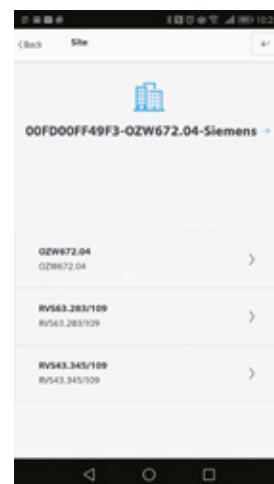 Back
Site
00FD00FF49F3-OZW672.04-Siemens
OZW672.04
OZW672.04
RVS63.283/109
RVS63.283/109
RVS43.345/109
RVS43.345/109